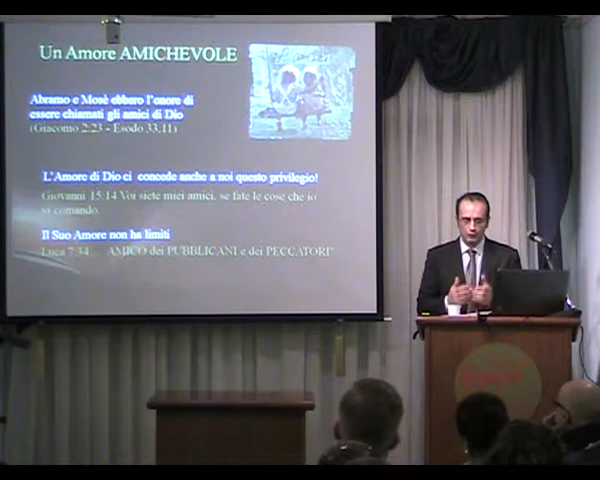 Un Amore AMICHEVOLE
Abramo e Mosè ebbero l'onore di
essere chiamati gli amici di Dio
(Giacomo 2:23 - Esodo 33,11)
L'Amore di Dio ci concede anche a noi questo privilegio!
Giovanni 15:14 Voi siete miei amici, se fate le cose che io
vi comando.
Il Suo Amore non ha limiti
Luca 7:34 AMICO dei PUBBLICANI e dei PECCATORI"